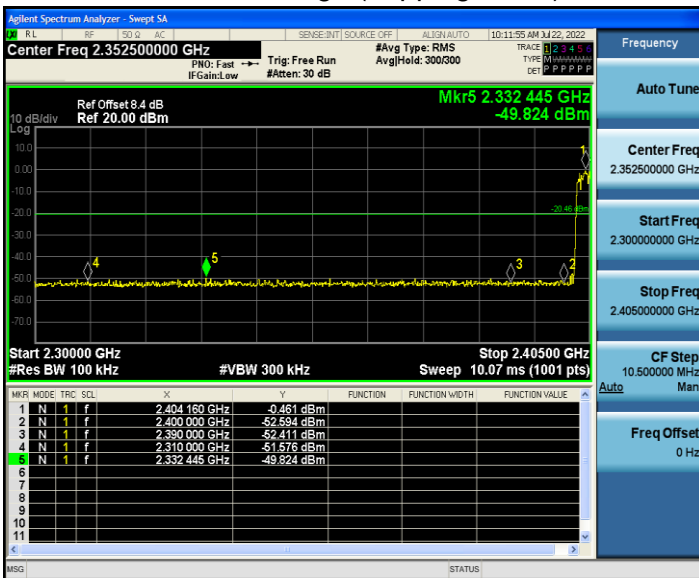 Agilent Spectrum Analyzer - Swept SA
RL RF 50 Ω AC SENSE:INT SOURCE OFF ALIGN AUTO 10:11:55 AM Jul 22, 2022
Center Freq 2.352500000 GHz
PNO: Fast
IFGain:Low
Trig: Free Run
#Atten: 30 dB
#Avg Type: RMS
Avg|Hold: 300/300
TRACE 1 2 3 4 5 6
TYPE M
DET P P P P P P
Frequency
Mkr5 2.332 445 GHz
-49.824 dBm
Ref Offset 8.4 dB
10 dB/div Ref 20.00 dBm
Log
10.0
0.00
-10.0
-20.0
-30.0
-40.0
-50.0
-60.0
-70.0
-20.46 dBm
1
2
3
4
5
Start 2.30000 GHz Stop 2.40500 GHz
#Res BW 100 kHz #VBW 300 kHz Sweep 10.07 ms (1001 pts)
MKR MODE TRC SCL X Y FUNCTION FUNCTION WIDTH FUNCTION VALUE
1 N 1 f 2.404 160 GHz -0.461 dBm
2 N 1 f 2.400 000 GHz -52.594 dBm
3 N 1 f 2.390 000 GHz -52.411 dBm
4 N 1 f 2.310 000 GHz -51.576 dBm
5 N 1 f 2.332 445 GHz -49.824 dBm
6
7
8
9
10
11
MSG STATUS
Auto Tune
Center Freq
2.352500000 GHz
Start Freq
2.300000000 GHz
Stop Freq
2.405000000 GHz
CF Step
10.500000 MHz
Auto Man
Freq Offset
0 Hz